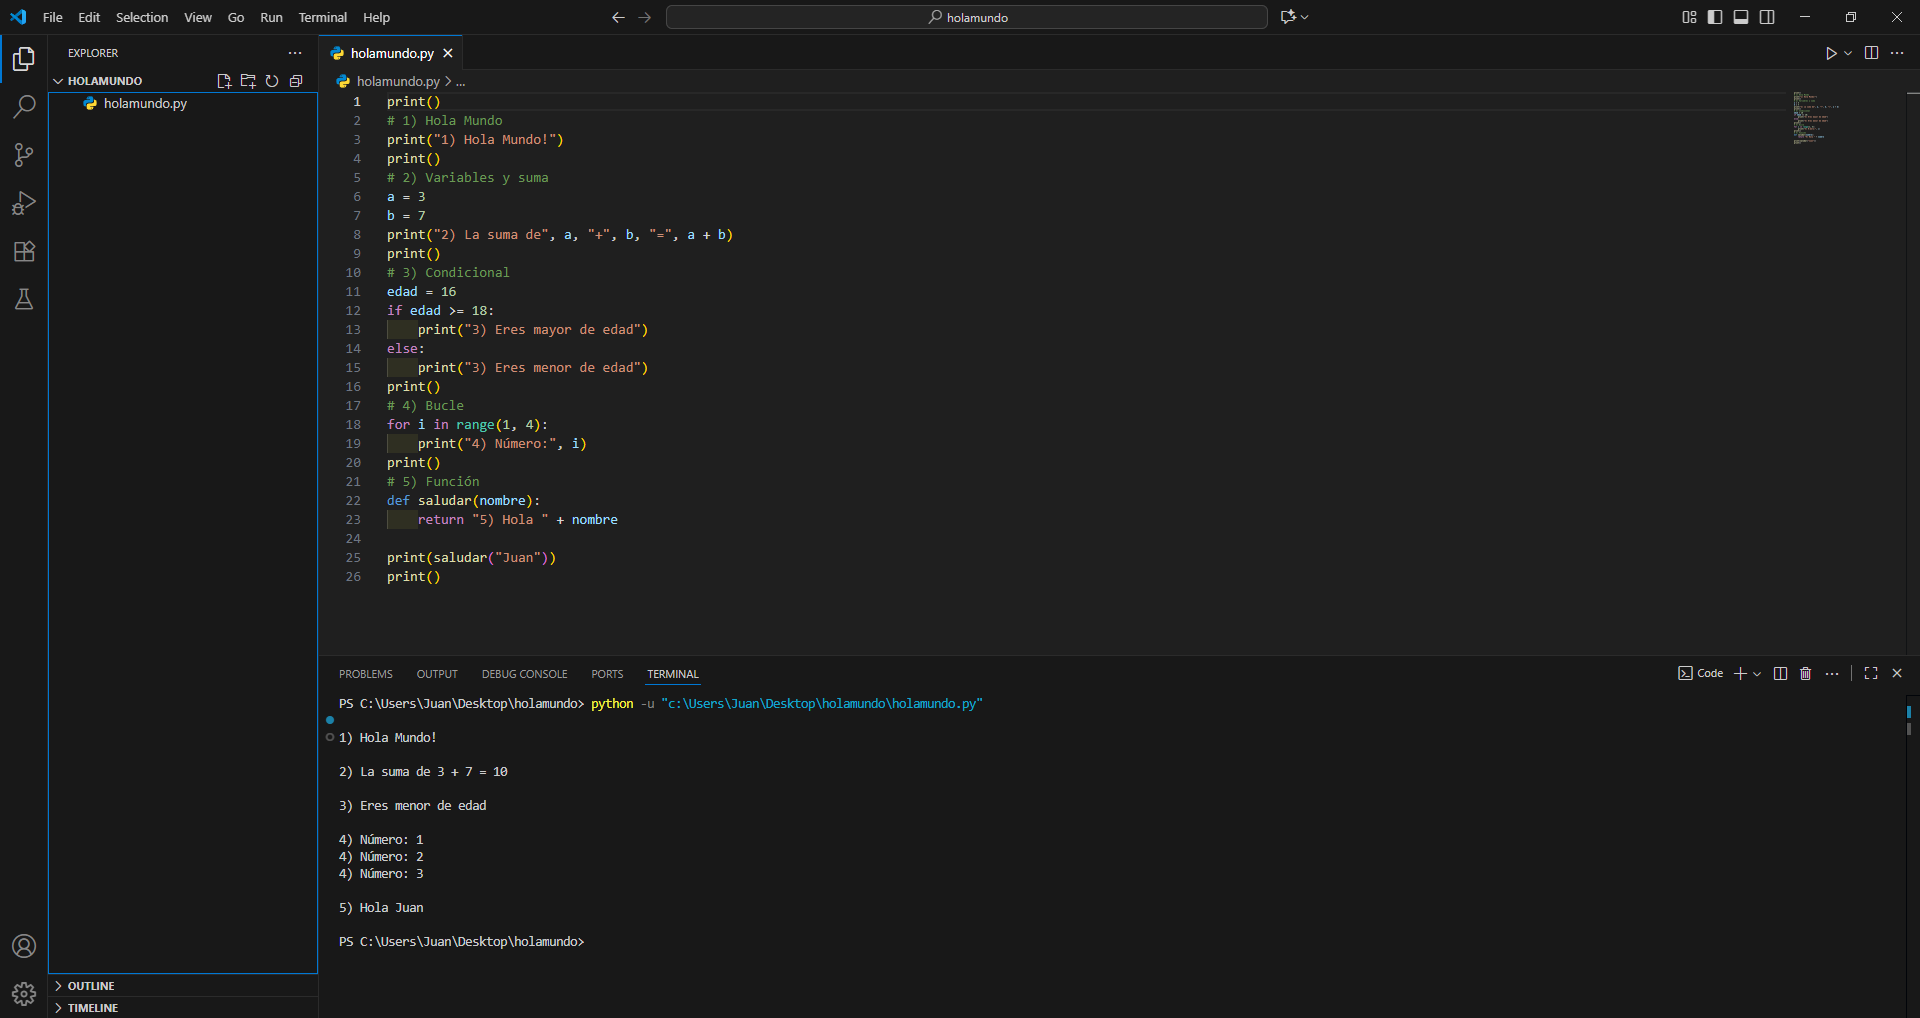 File Edit Selection View Go Run Terminal Help
holamundo
EXPLORER
HOLAMUNDO
holamundo.py
OUTLINE
TIMELINE
holamundo.py
holamundo.py > ...
1 print()
2 # 1) Hola Mundo
3 print("1) Hola Mundo!")
4 print()
5 # 2) Variables y suma
6 a = 3
7 b = 7
8 print("2) La suma de", a, "+", b, "=", a + b)
9 print()
10 # 3) Condicional
11 edad = 16
12 if edad >= 18:
13     print("3) Eres mayor de edad")
14 else:
15     print("3) Eres menor de edad")
16 print()
17 # 4) Bucle
18 for i in range(1, 4):
19     print("4) Número:", i)
20 print()
21 # 5) Función
22 def saludar(nombre):
23     return "5) Hola " + nombre
24
25 print(saludar("Juan"))
26 print()
PROBLEMS OUTPUT DEBUG CONSOLE PORTS TERMINAL
Code
PS C:\Users\Juan\Desktop\holamundo> python -u "c:\Users\Juan\Desktop\holamundo\holamundo.py"
1) Hola Mundo!
2) La suma de 3 + 7 = 10
3) Eres menor de edad
4) Número: 1
4) Número: 2
4) Número: 3
5) Hola Juan
PS C:\Users\Juan\Desktop\holamundo>